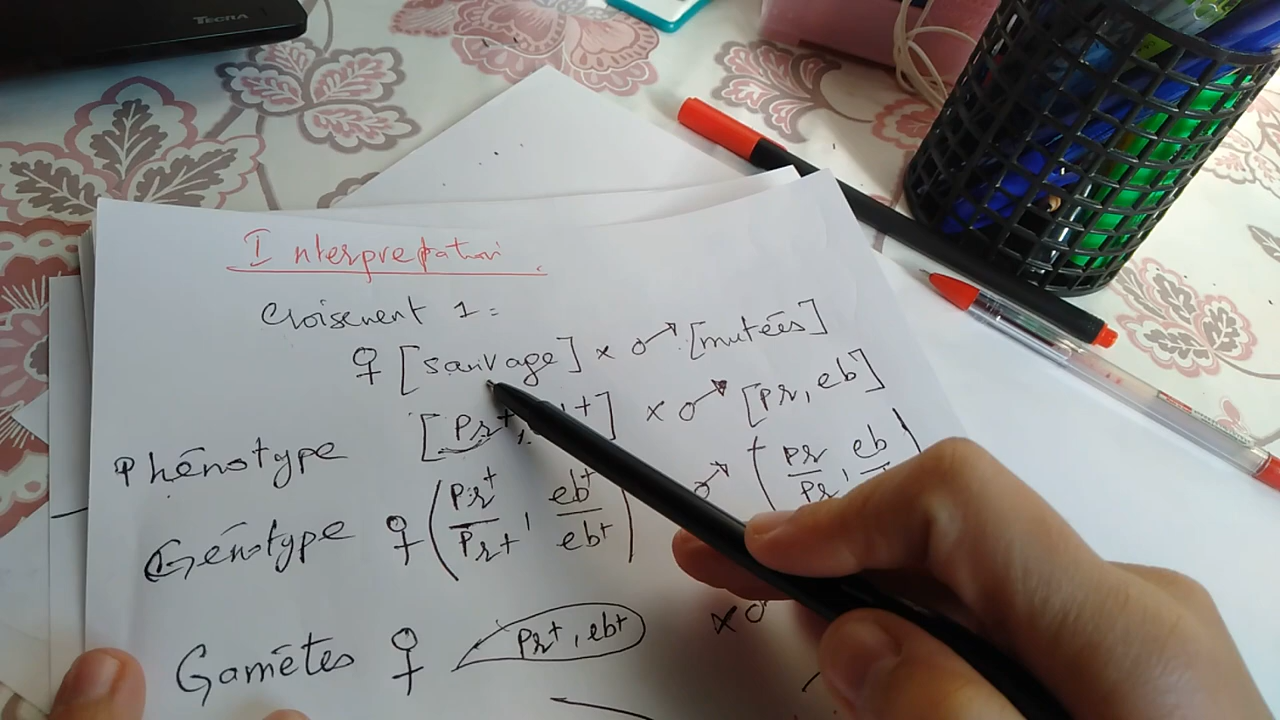 TECRA
Interpretation.
Croisement 1 =
♀ [sauvage] x ♂ [mutées]
Phénotype [Pr+, +] x ♂ [Pr, eb]
Génotype ♀ (Pr+/Pr+, eb+/eb+) ♂ (Pr/Pr, eb/
Gamètes ♀ Pr+, eb+ x ♂